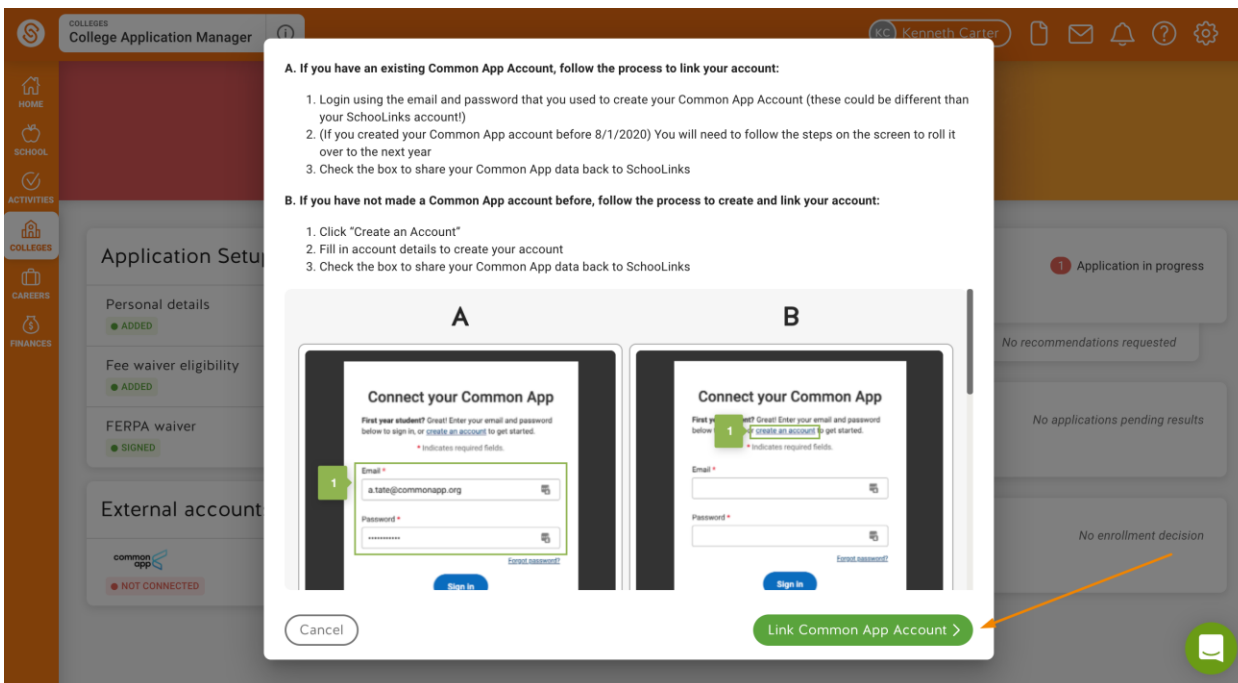 COLLEGES
College Application Manager
KC Kenneth Carter
HOME
SCHOOL
ACTIVITIES
COLLEGES
CAREERS
FINANCES
Application Setu
Personal details
ADDED
Fee waiver eligibility
ADDED
FERPA waiver
SIGNED
External account
common app
NOT CONNECTED
A. If you have an existing Common App Account, follow the process to link your account:
1. Login using the email and password that you used to create your Common App Account (these could be different than
your SchooLinks account!)
2. (If you created your Common App account before 8/1/2020) You will need to follow the steps on the screen to roll it
over to the next year
3. Check the box to share your Common App data back to SchooLinks
B. If you have not made a Common App account before, follow the process to create and link your account:
1. Click “Create an Account”
2. Fill in account details to create your account
3. Check the box to share your Common App data back to SchooLinks
A
Connect your Common App
First year student? Great! Enter your email and password
below to sign in, or create an account to get started.
* Indicates required fields.
1
Email *
a.tate@commonapp.org
Password *
Forgot password?
Sign in
B
Connect your Common App
First ye ent? Great! Enter your email and password
below 1 or create an account to get started.
* Indicates required fields.
Email *
Password *
Forgot password?
Sign in
Cancel
Link Common App Account
1 Application in progress
No recommendations requested
No applications pending results
No enrollment decision